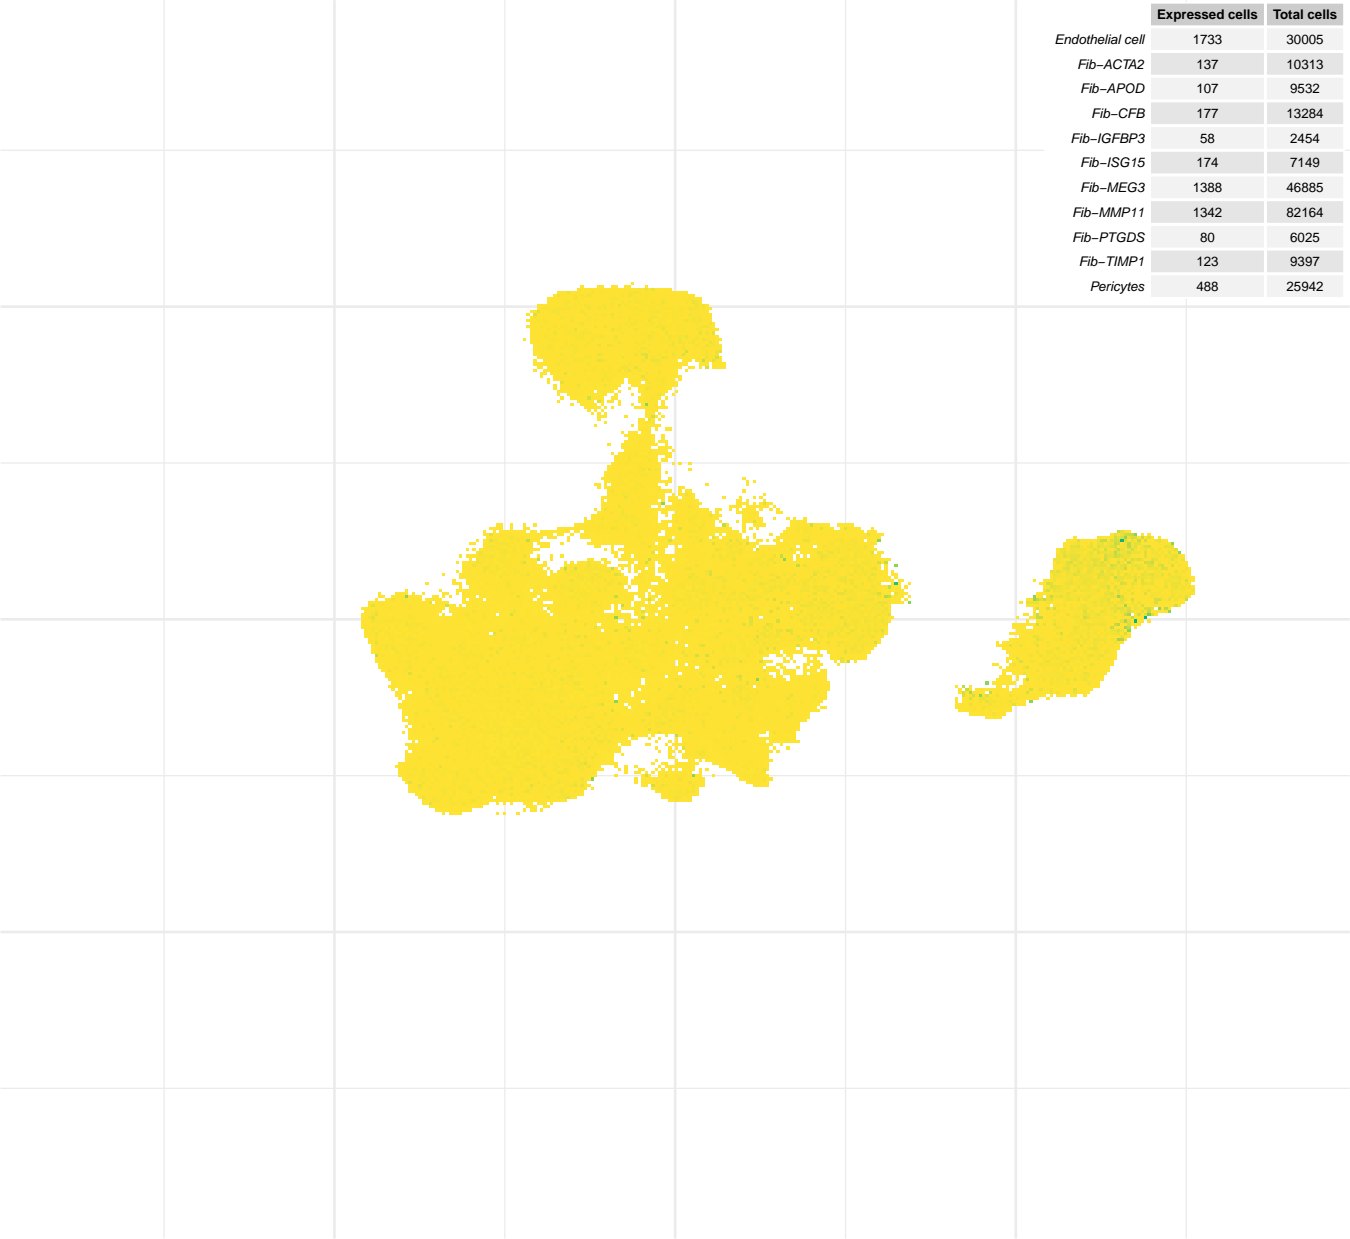 Expressed cells Total cells
Endothelial cell 1733 30005
Fib−ACTA2 137 10313
Fib−APOD 107 9532
Fib−CFB 177 13284
Fib−IGFBP3 58 2454
Fib−ISG15 174 7149
Fib−MEG3 1388 46885
Fib−MMP11 1342 82164
Fib−PTGDS 80 6025
Fib−TIMP1 123 9397
Pericytes 488 25942